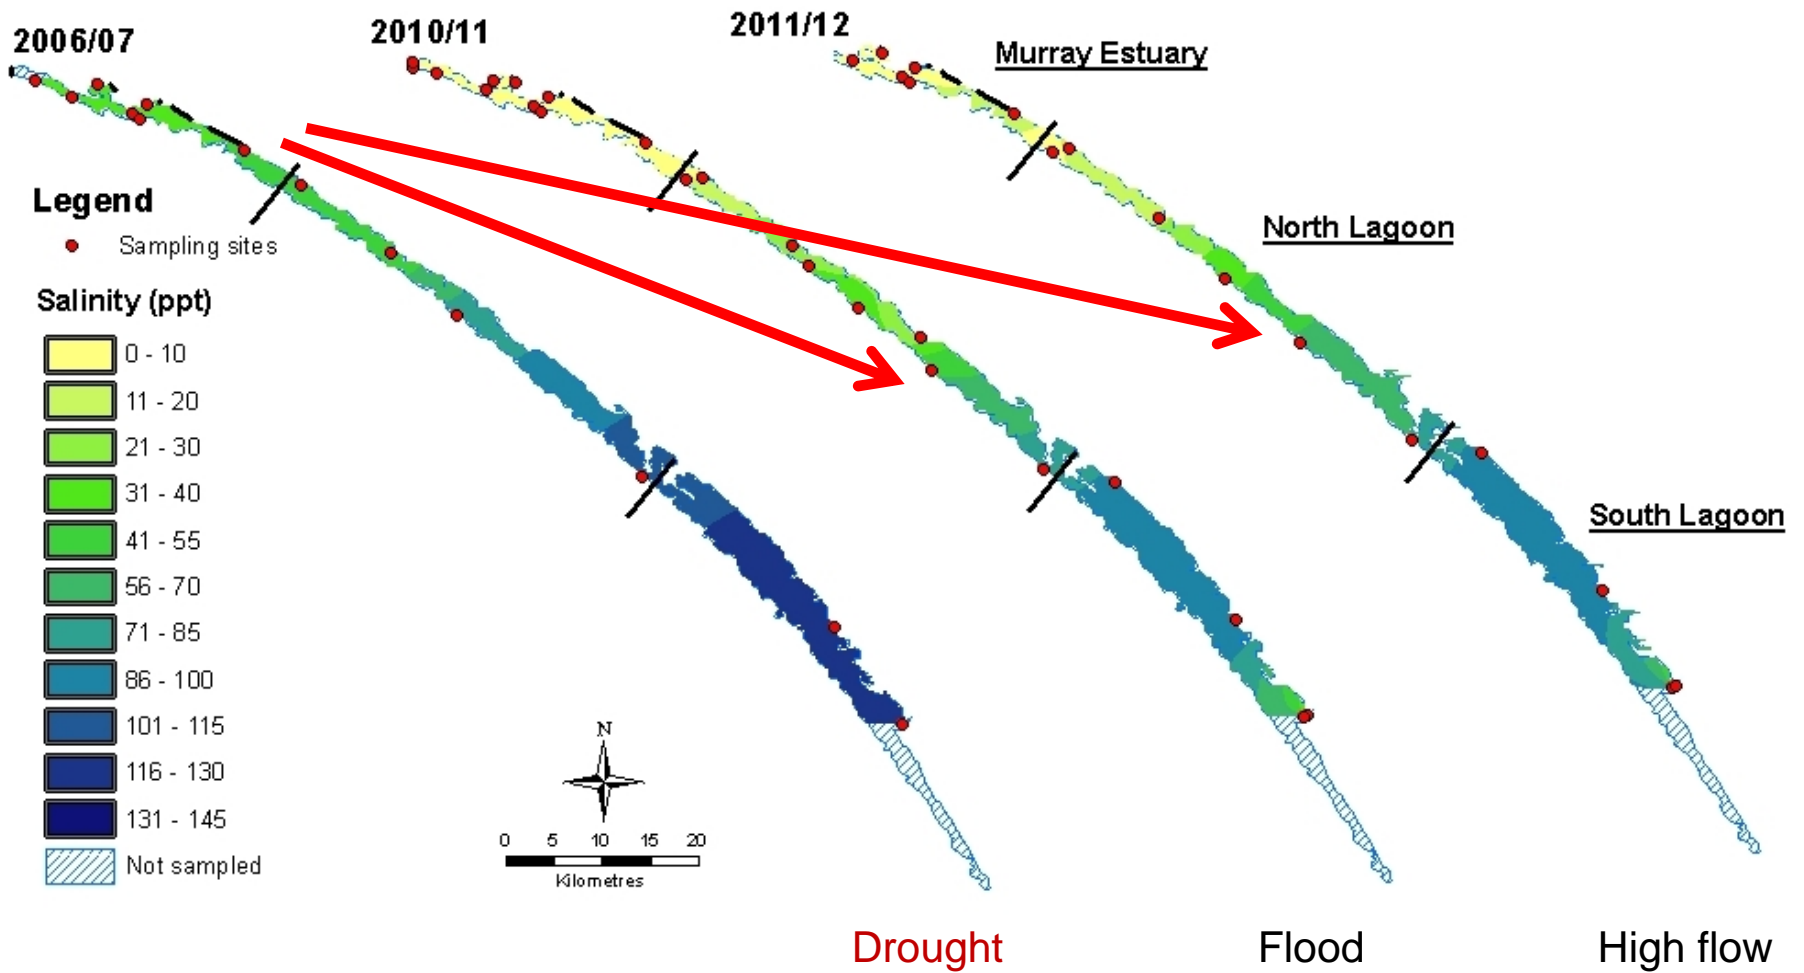 2006/07
2010/11
2011/12
Murray Estuary
North Lagoon
South Lagoon
Legend
Sampling sites
Salinity (ppt)
0 - 10
11 - 20
21 - 30
31 - 40
41 - 55
56 - 70
71 - 85
86 - 100
101 - 115
116 - 130
131 - 145
Not sampled
N
0 5 10 15 20
Kilometres
Drought
Flood
High flow